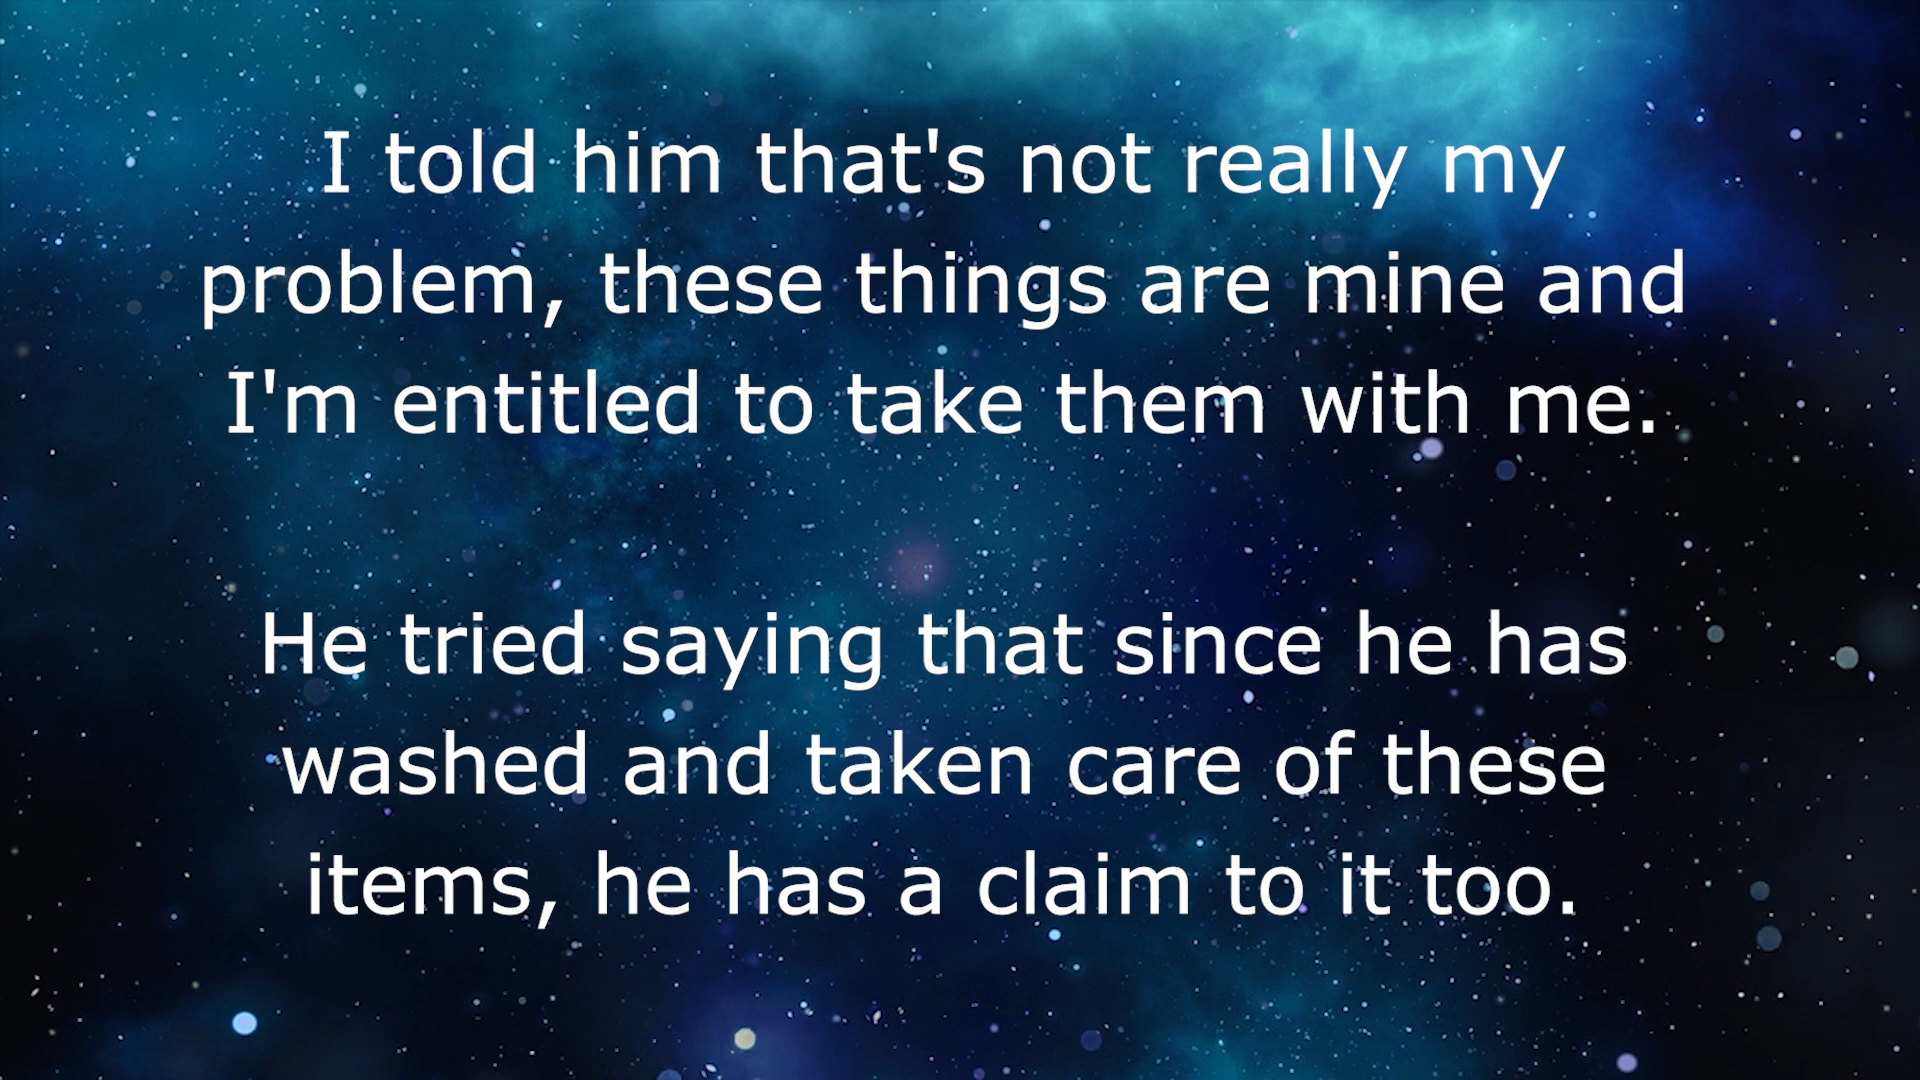 I told him that's not really my
problem, these things are mine and
I'm entitled to take them with me.
He tried saying that since he has
washed and taken care of these
items, he has a claim to it too.